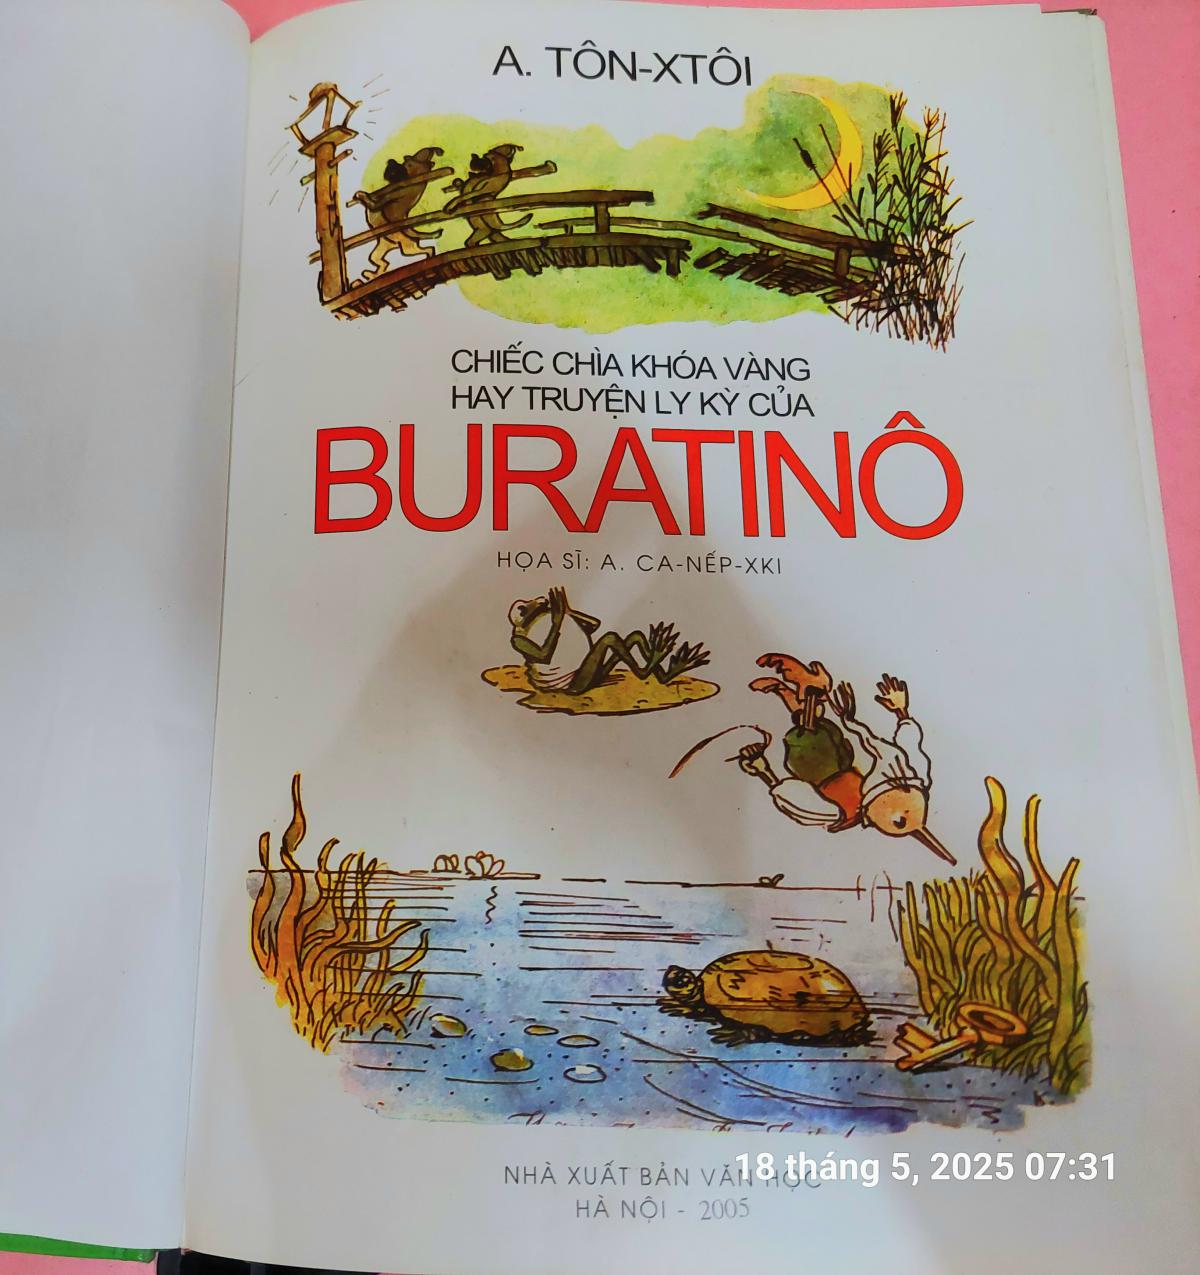 A. TÔN-XTÔI
CHIẾC CHÌA KHÓA VÀNG
HAY TRUYỆN LY KỲ CỦA
BURATINÔ
HỌA SĨ: A. CA-NẾP-XKI
NHÀ XUẤT BẢN VĂN HỌC
HÀ NỘI - 2005
18 tháng 5, 2025 07:31